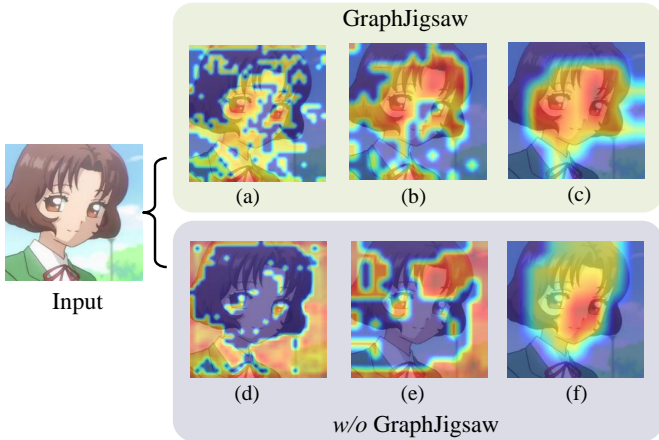 GraphJigsaw
(a) (b) (c)
Input
(d) (e) (f)
w/o GraphJigsaw